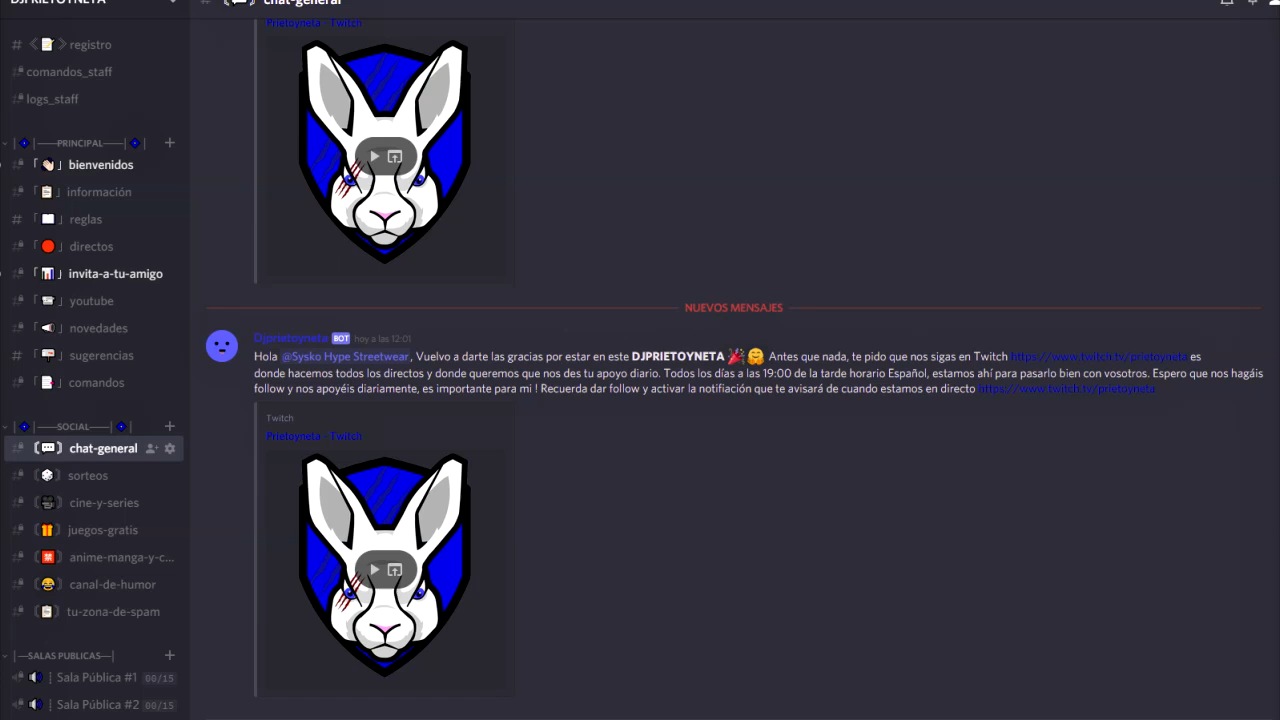 DJPRIETOYNETA
chat-general
registro
comandos_staff
logs_staff
PRINCIPAL
bienvenidos
información
reglas
directos
invita-a-tu-amigo
youtube
novedades
sugerencias
comandos
SOCIAL
chat-general
sorteos
cine-y-series
juegos-gratis
anime-manga-y-c...
canal-de-humor
tu-zona-de-spam
SALAS PUBLICAS
Sala Pública #1 00/15
Sala Pública #2 00/15
Prietoyneta - Twitch
NUEVOS MENSAJES
Djprietoyneta BOT hoy a las 12:01
Hola @Sysko Hype Streetwear, Vuelvo a darte las gracias por estar en este DJPRIETOYNETA 🎉🤗 Antes que nada, te pido que nos sigas en Twitch https://www.twitch.tv/prietoyneta es
donde hacemos todos los directos y donde queremos que nos des tu apoyo diario. Todos los días a las 19:00 de la tarde horario Español, estamos ahí para pasarlo bien con vosotros. Espero que nos hagáis
follow y nos apoyéis diariamente, es importante para mi ! Recuerda dar follow y activar la notifiación que te avisará de cuando estamos en directo https://www.twitch.tv/prietoyneta
Twitch
Prietoyneta - Twitch